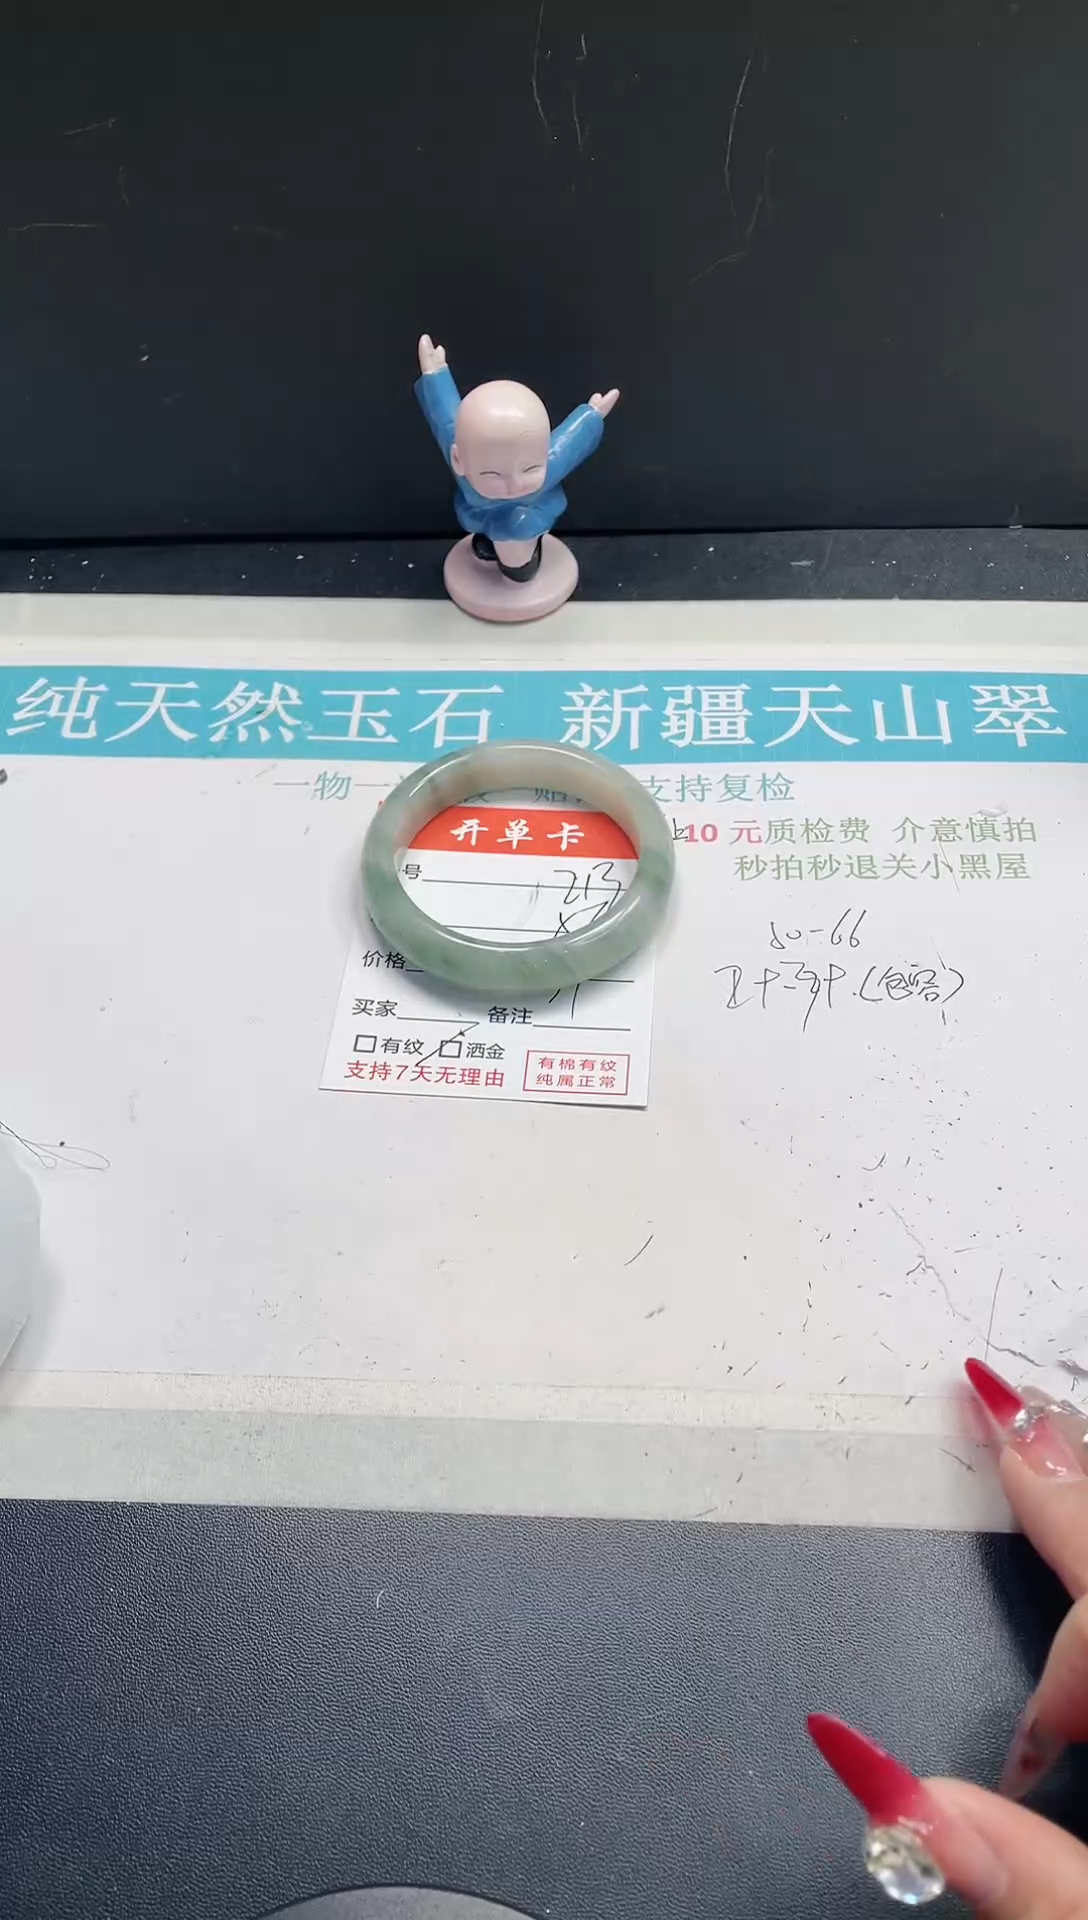 纯天然玉石 新疆天山翠
一物一 支持复检
10 元质检费 介意慎拍
秒拍秒退关小黑屋
开单卡
号
213
50-66
价格
买家 备注
有纹 洒金
支持7天无理由
有棉有纹
纯属正常